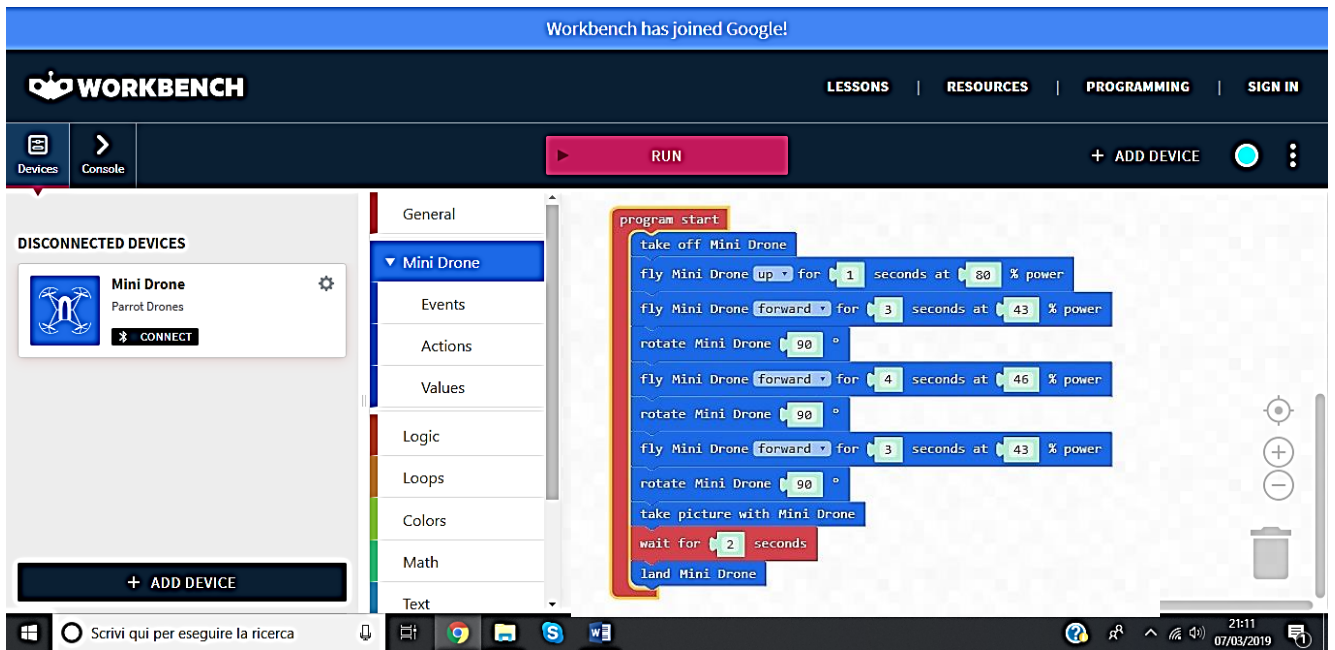 Workbench has joined Google!
WORKBENCH
LESSONS | RESOURCES | PROGRAMMING | SIGN IN
Devices
Console
RUN
+ ADD DEVICE
DISCONNECTED DEVICES
Mini Drone
Parrot Drones
CONNECT
+ ADD DEVICE
General
Mini Drone
Events
Actions
Values
Logic
Loops
Colors
Math
Text
program start
take off Mini Drone
fly Mini Drone up for 1 seconds at 80 % power
fly Mini Drone forward for 3 seconds at 43 % power
rotate Mini Drone 90 °
fly Mini Drone forward for 4 seconds at 46 % power
rotate Mini Drone 90 °
fly Mini Drone forward for 3 seconds at 43 % power
rotate Mini Drone 90 °
take picture with Mini Drone
wait for 2 seconds
land Mini Drone
Scrivi qui per eseguire la ricerca
21:11
07/03/2019